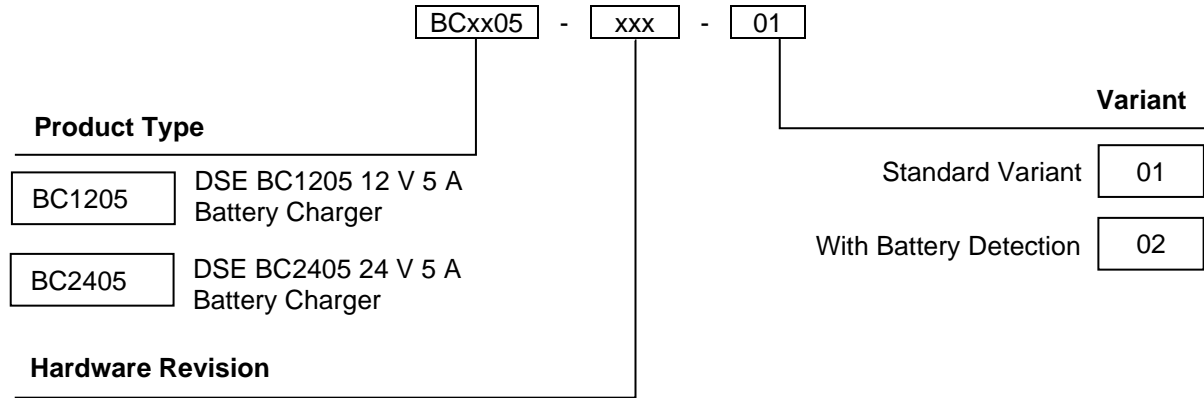 BCxx05 - xxx - 01
Variant
Product Type
BC1205
DSE BC1205 12 V 5 A
Battery Charger
Standard Variant 01
With Battery Detection 02
BC2405
DSE BC2405 24 V 5 A
Battery Charger
Hardware Revision